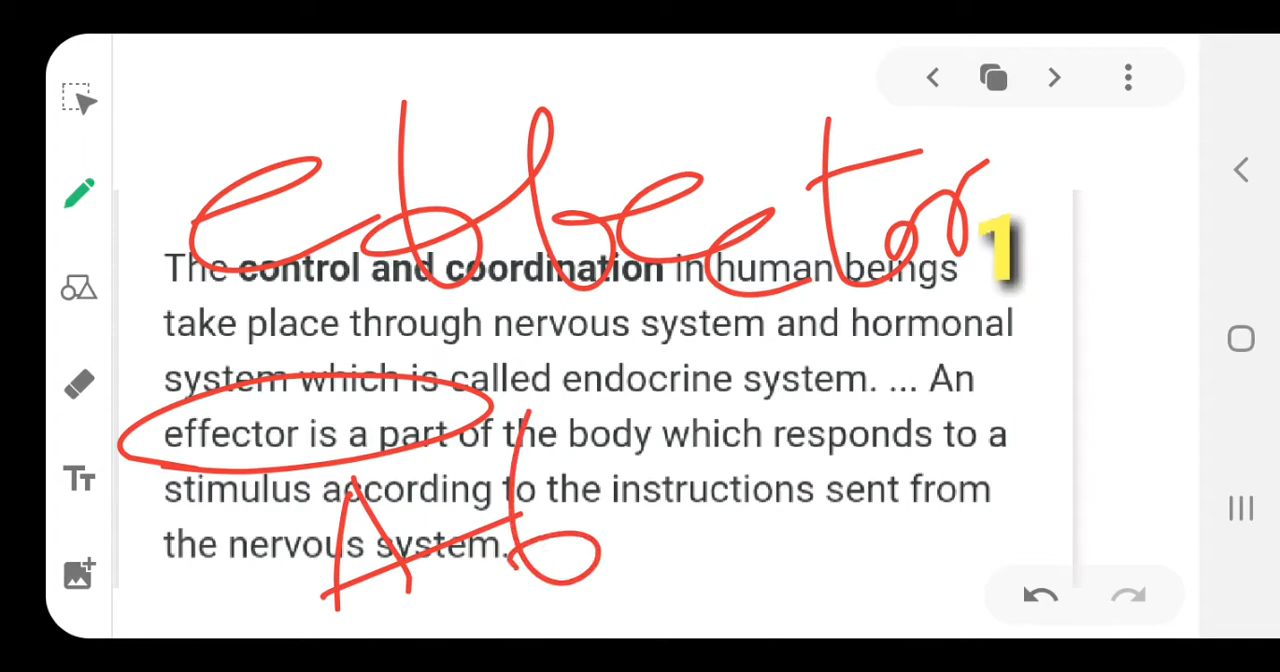 effector
1
The control and coordination in human beings
take place through nervous system and hormonal
system which is called endocrine system. ... An
effector is a part of the body which responds to a
stimulus according to the instructions sent from
the nervous system.
Ab
TT